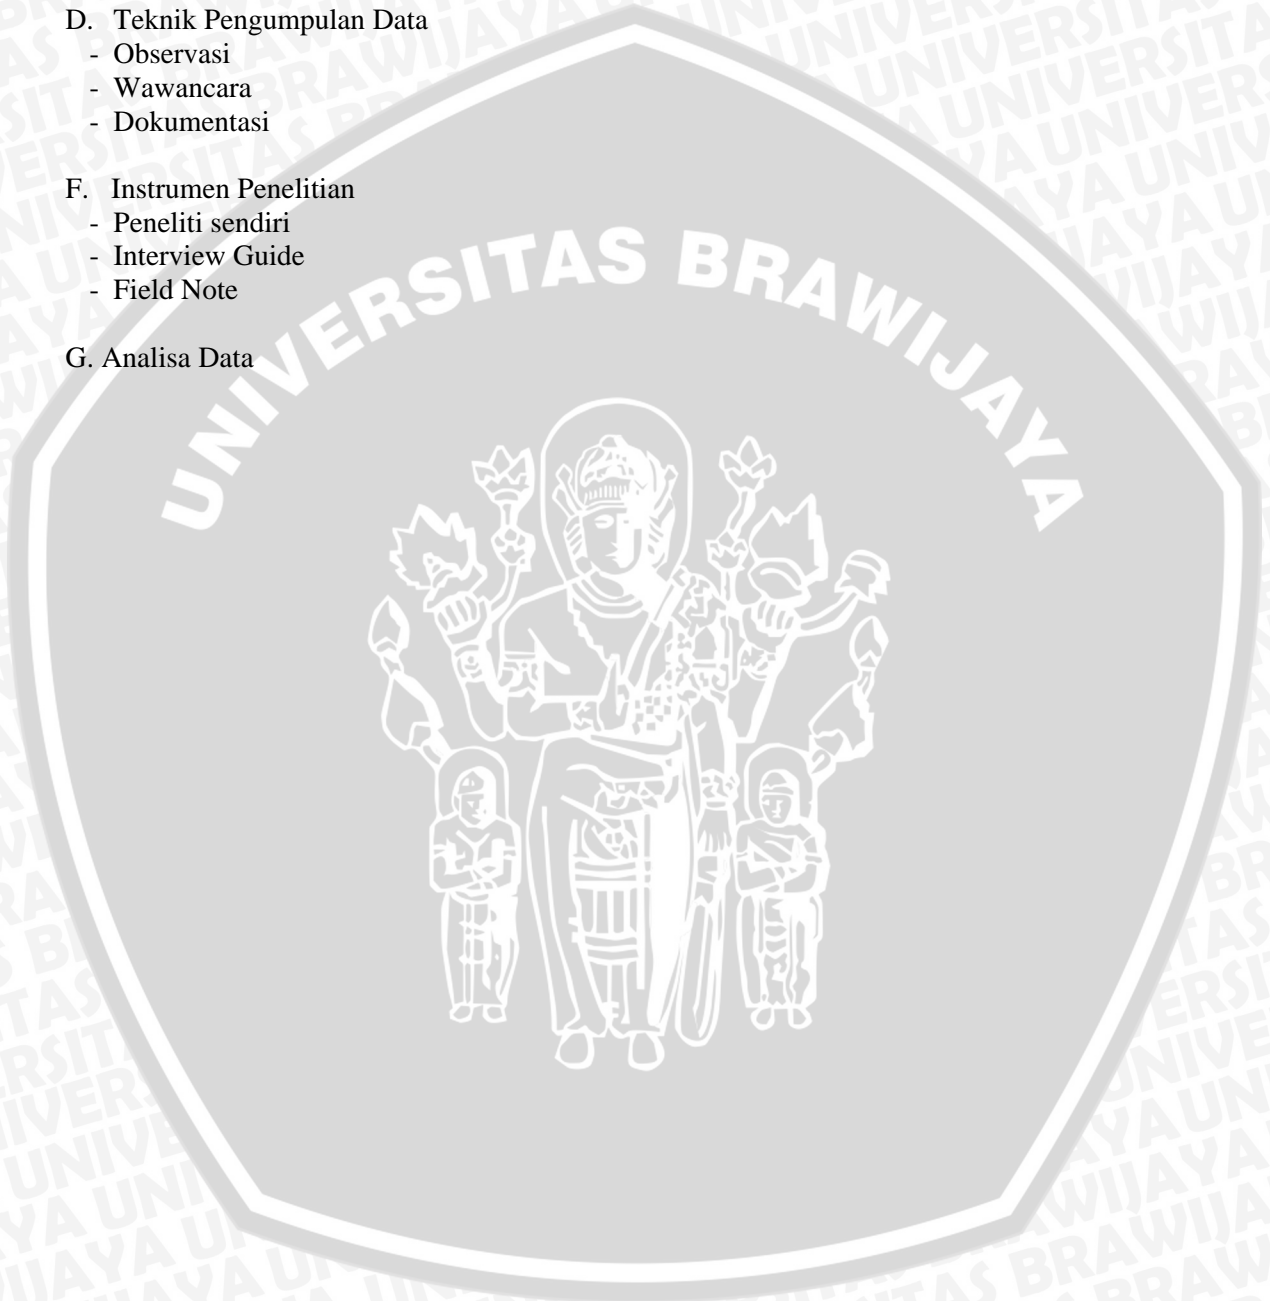 D. Teknik Pengumpulan Data
- Observasi
- Wawancara
- Dokumentasi
F. Instrumen Penelitian
- Peneliti sendiri
- Interview Guide
- Field Note
G. Analisa Data
UNIVERSITAS BRAWIJAYA